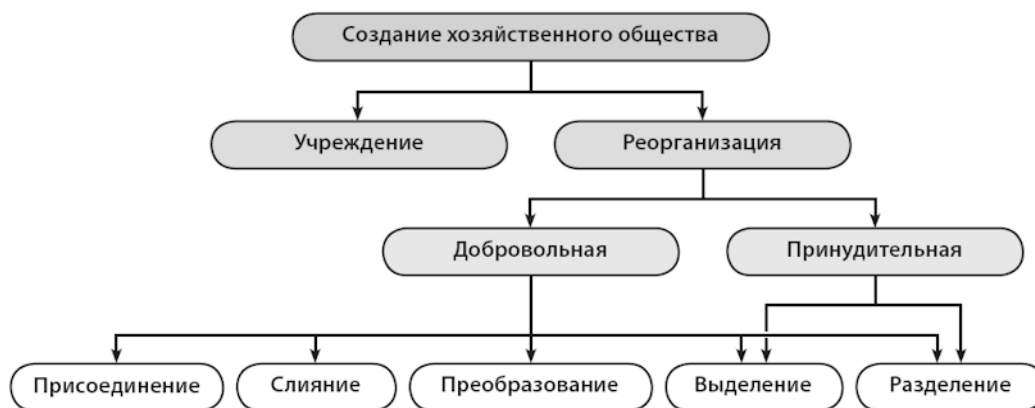 Создание хозяйственного общества
Учреждение
Реорганизация
Добровольная
Принудительная
Присоединение
Слияние
Преобразование
Выделение
Разделение